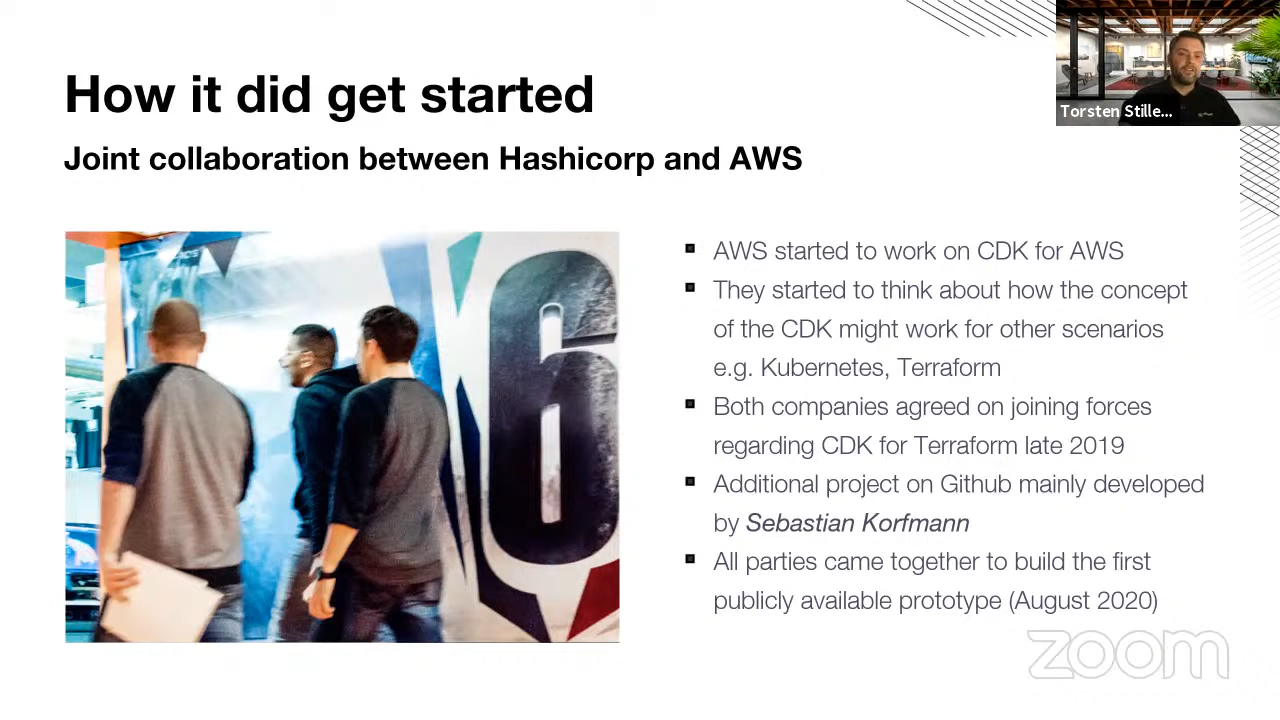 How it did get started
Joint collaboration between Hashicorp and AWS
Torsten Stille...
6
AWS started to work on CDK for AWS
They started to think about how the concept
of the CDK might work for other scenarios
e.g. Kubernetes, Terraform
Both companies agreed on joining forces
regarding CDK for Terraform late 2019
Additional project on Github mainly developed
by Sebastian Korfmann
All parties came together to build the first
publicly available prototype (August 2020)
zoom